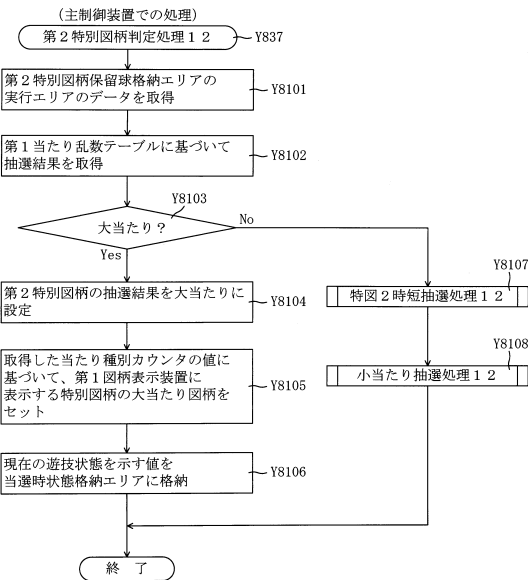 (主制御装置での処理)
第2特別図柄判定処理12
Y837
第2特別図柄保留球格納エリアの
実行エリアのデータを取得
Y8101
第1当たり乱数テーブルに基づいて
抽選結果を取得
Y8102
Y8103
大当たり?
No
Yes
第2特別図柄の抽選結果を大当たりに
設定
Y8104
Y8107
特図2時短抽選処理12
Y8108
小当たり抽選処理12
取得した当たり種別カウンタの値に
基づいて、第1図柄表示装置に
表示する特別図柄の大当たり図柄を
セット
Y8105
現在の遊技状態を示す値を
当選時状態格納エリアに格納
Y8106
終 了